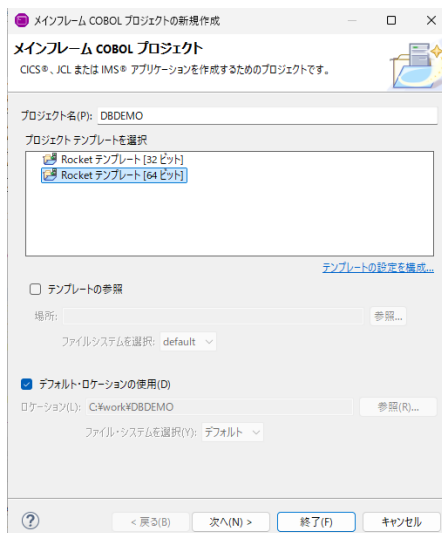 メインフレーム COBOL プロジェクトの新規作成
メインフレーム COBOL プロジェクト
CICS®、JCL または IMS® アプリケーションを作成するためのプロジェクトです。
プロジェクト名(P): DBDEMO
プロジェクト テンプレートを選択
Rocket テンプレート [32 ビット]
Rocket テンプレート [64 ビット]
テンプレートの設定を構成...
テンプレートの参照
場所: 参照...
ファイルシステムを選択: default
デフォルト・ロケーションの使用(D)
ロケーション(L): C:¥work¥DBDEMO 参照(R)...
ファイル・システムを選択(Y): デフォルト
? < 戻る(B) 次へ(N) > 終了(F) キャンセル